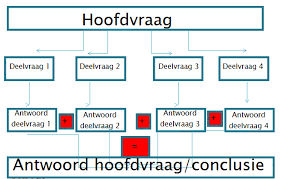 Hoofdvraag
Deelvraag 1 Deelvraag 2 Deelvraag 3 Deelvraag 4
Antwoord deelvraag 1
+
Antwoord deelvraag 2
+
Antwoord deelvraag 3
+
Antwoord deelvraag 4
=
Antwoord hoofdvraag/conclusie